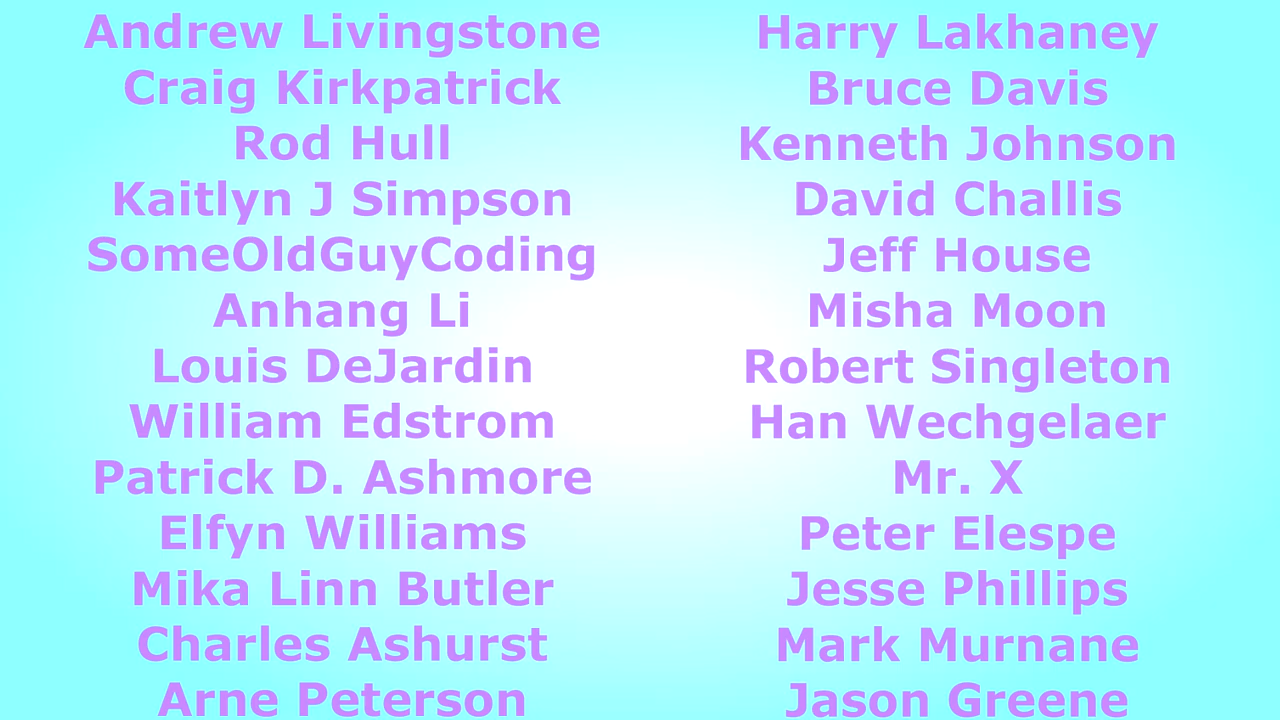 Andrew Livingstone
Craig Kirkpatrick
Rod Hull
Kaitlyn J Simpson
SomeOldGuyCoding
Anhang Li
Louis DeJardin
William Edstrom
Patrick D. Ashmore
Elfyn Williams
Mika Linn Butler
Charles Ashurst
Arne Peterson
Harry Lakhaney
Bruce Davis
Kenneth Johnson
David Challis
Jeff House
Misha Moon
Robert Singleton
Han Wechgelaer
Mr. X
Peter Elespe
Jesse Phillips
Mark Murnane
Jason Greene